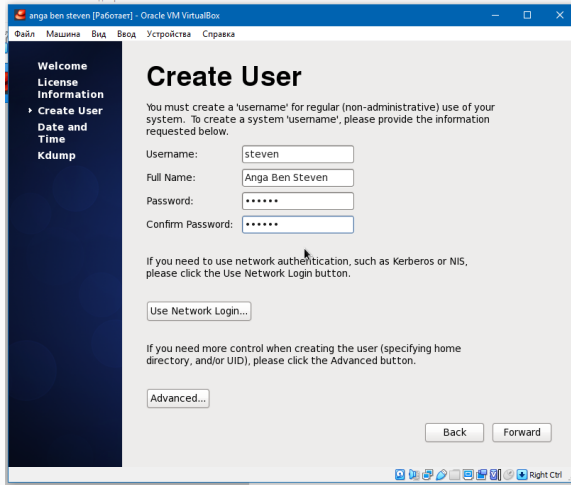 anga ben steven [Работает] - Oracle VM VirtualBox
Файл Машина Вид Ввод Устройства Справка
Welcome
License
Information
Create User
Date and
Time
Kdump
Create User
You must create a 'username' for regular (non-administrative) use of your
system. To create a system 'username', please provide the information
requested below.
Username: steven
Full Name: Anga Ben Steven
Password: ••••••
Confirm Password: ••••••
If you need to use network authentication, such as Kerberos or NIS,
please click the Use Network Login button.
Use Network Login...
If you need more control when creating the user (specifying home
directory, and/or UID), please click the Advanced button.
Advanced...
Back Forward
Right Ctrl